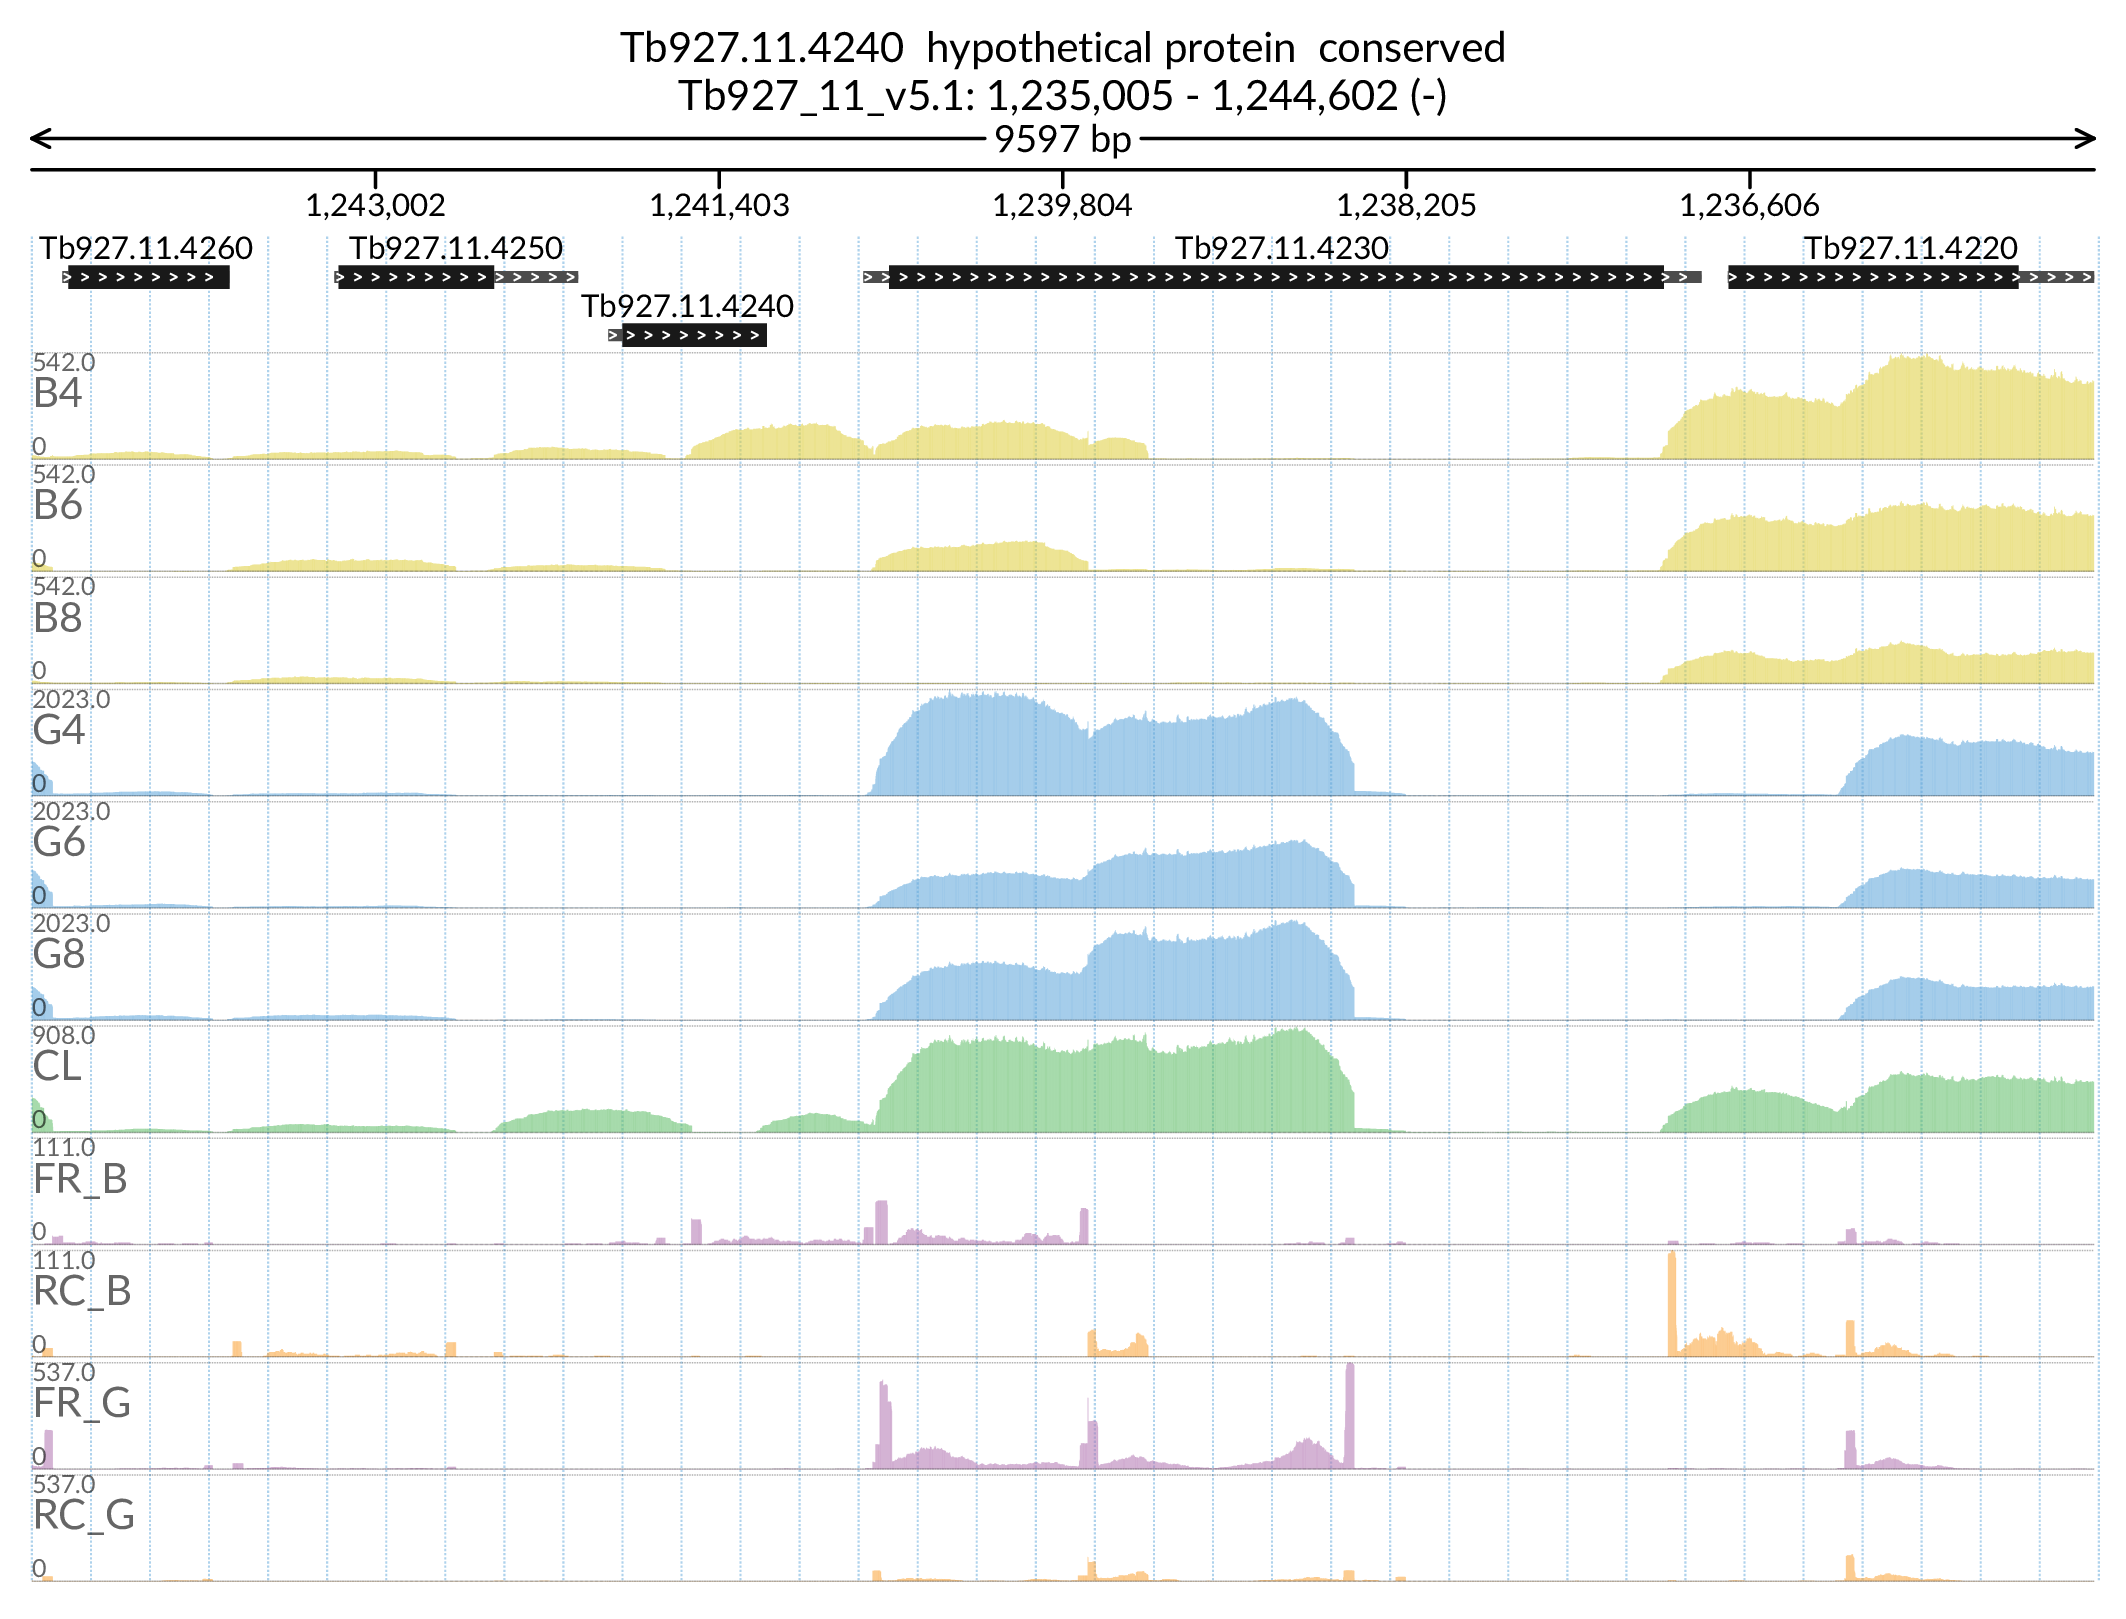 Tb927.11.4240  hypothetical protein  conserved
Tb927_11_v5.1: 1,235,005 - 1,244,602 (-)
9597 bp
1,243,002 1,241,403 1,239,804 1,238,205 1,236,606
Tb927.11.4260 Tb927.11.4250 Tb927.11.4230 Tb927.11.4220
Tb927.11.4240
542.0
B4
0
542.0
B6
0
542.0
B8
0
2023.0
G4
0
2023.0
G6
0
2023.0
G8
0
908.0
CL
0
111.0
FR_B
0
111.0
RC_B
0
537.0
FR_G
0
537.0
RC_G
0